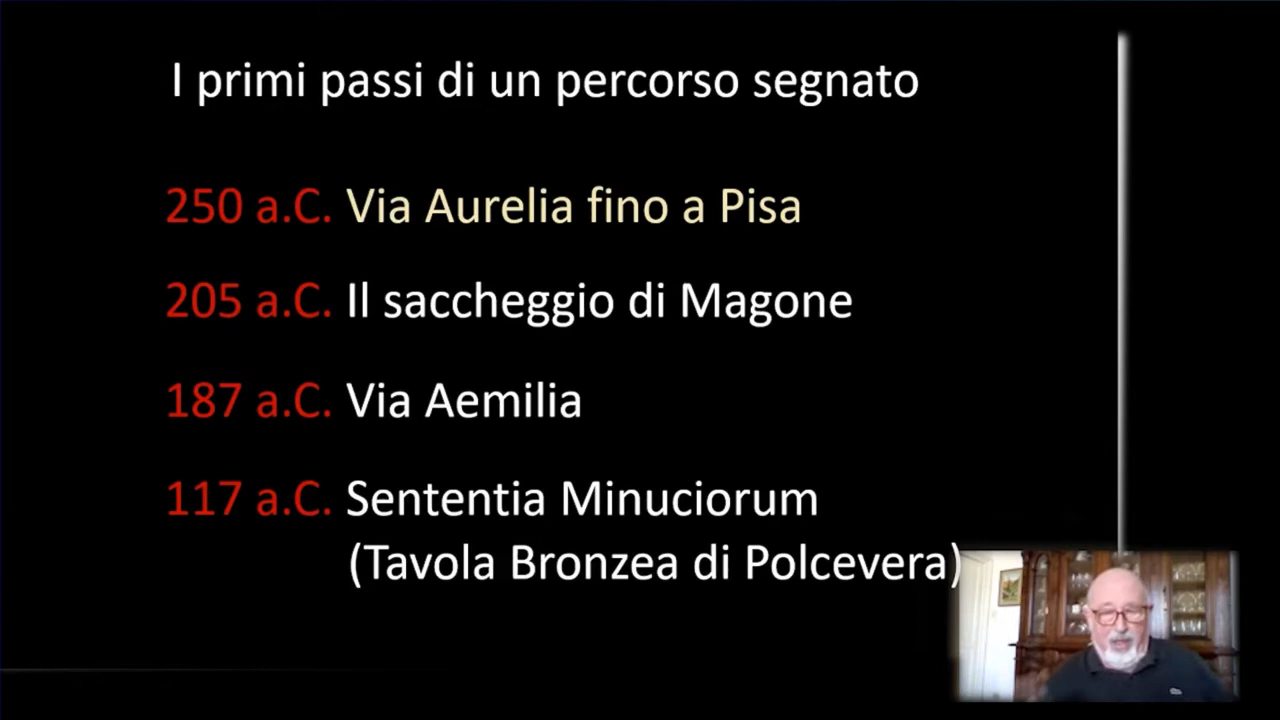 I primi passi di un percorso segnato
250 a.C. Via Aurelia fino a Pisa
205 a.C. Il saccheggio di Magone
187 a.C. Via Aemilia
117 a.C. Sententia Minuciorum
(Tavola Bronzea di Polcevera)